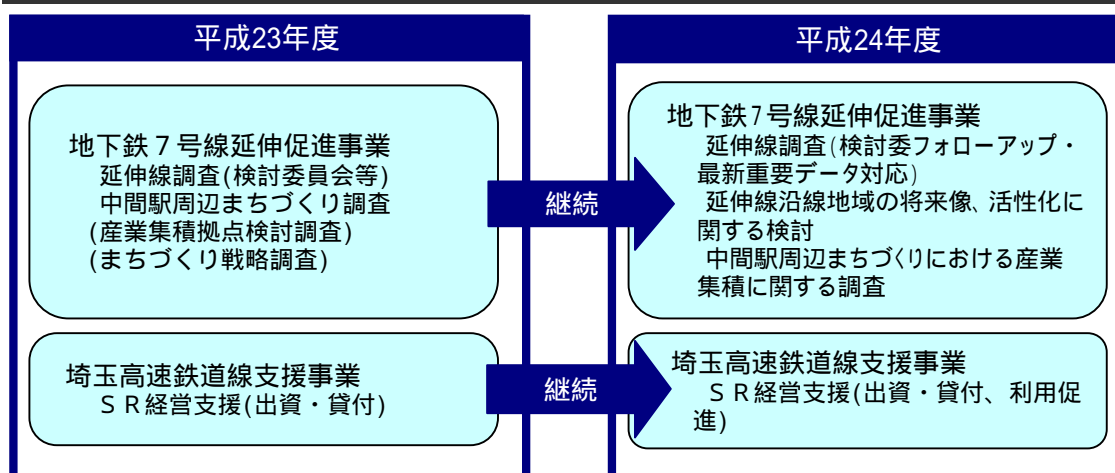 平成23年度
地下鉄７号線延伸促進事業
延伸線調査(検討委員会等)
中間駅周辺まちづくり調査
(産業集積拠点検討調査)
(まちづくり戦略調査)
継続
埼玉高速鉄道線支援事業
ＳＲ経営支援(出資・貸付)
継続
平成24年度
地下鉄7号線延伸促進事業
延伸線調査(検討委フォローアップ・
最新重要データ対応)
延伸線沿線地域の将来像、活性化に
関する検討
中間駅周辺まちづくりにおける産業
集積に関する調査
埼玉高速鉄道線支援事業
ＳＲ経営支援(出資・貸付、利用促
進)